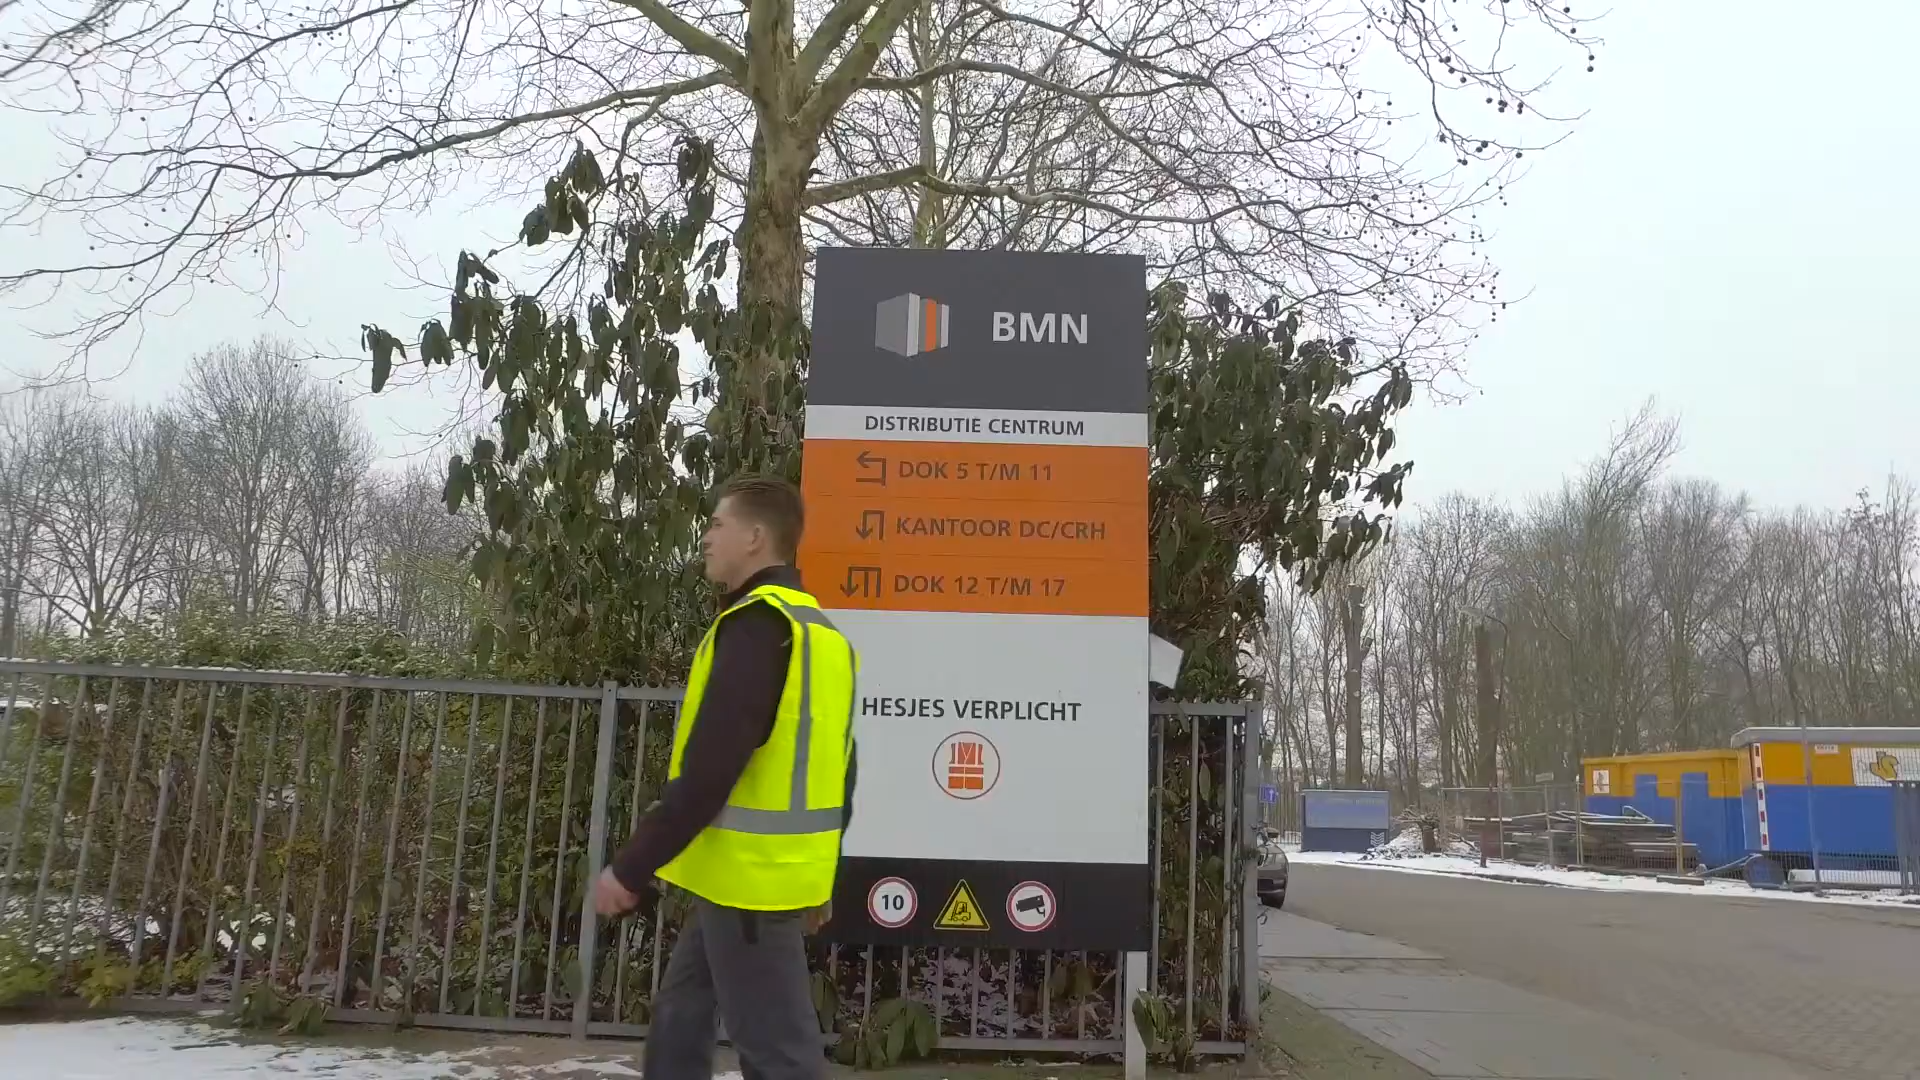 BMN
DISTRIBUTIE CENTRUM
DOK 5 T/M 11
KANTOOR DC/CRH
DOK 12 T/M 17
HESJES VERPLICHT
10